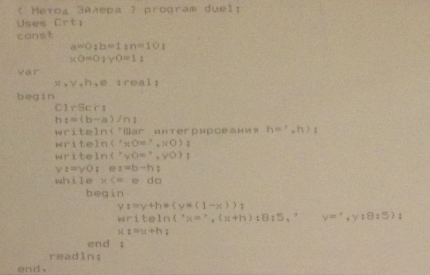 { Метод Эйлера } program duel;
Uses Crt;
const
a=0;b=1;n=10;
x0=0;y0=1;
var
x,y,h,e :real;
begin
ClrScr;
h:=(b-a)/n;
writeln('Шаг интегрирования h=',h);
writeln('x0=',x0);
writeln('y0=',y0);
y:=y0; e:=b-h;
while x<= e do
begin
y:=y+h*(y*(1-x));
writeln('x=',(x+h):8:5,' y=',y:8:5);
x:=x+h;
end ;
readln;
end.